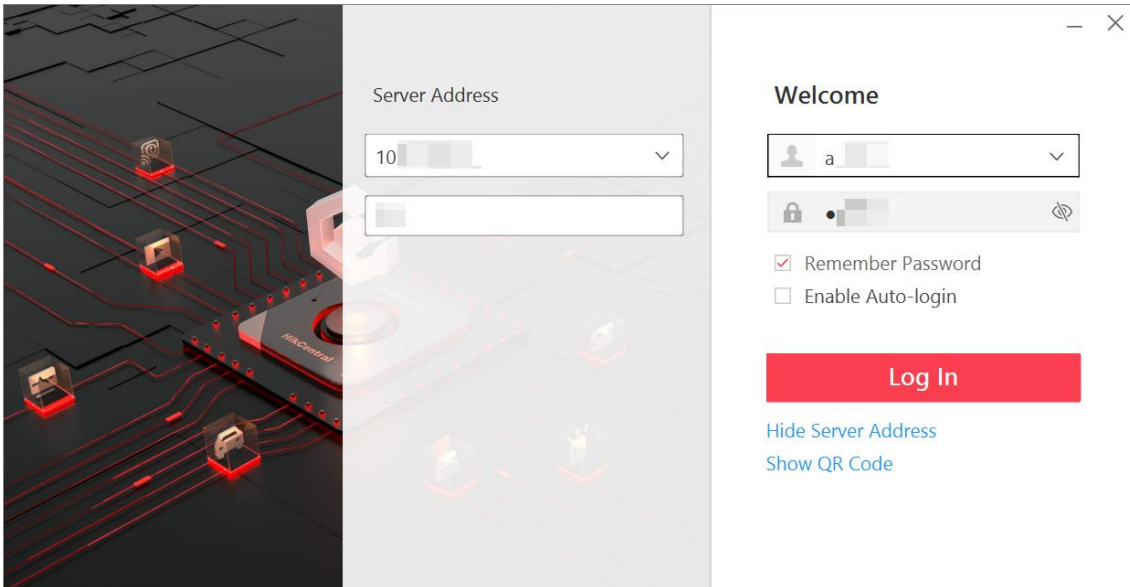 Server Address
10
Welcome
a
Remember Password
Enable Auto-login
Log In
Hide Server Address
Show QR Code
HikCentral